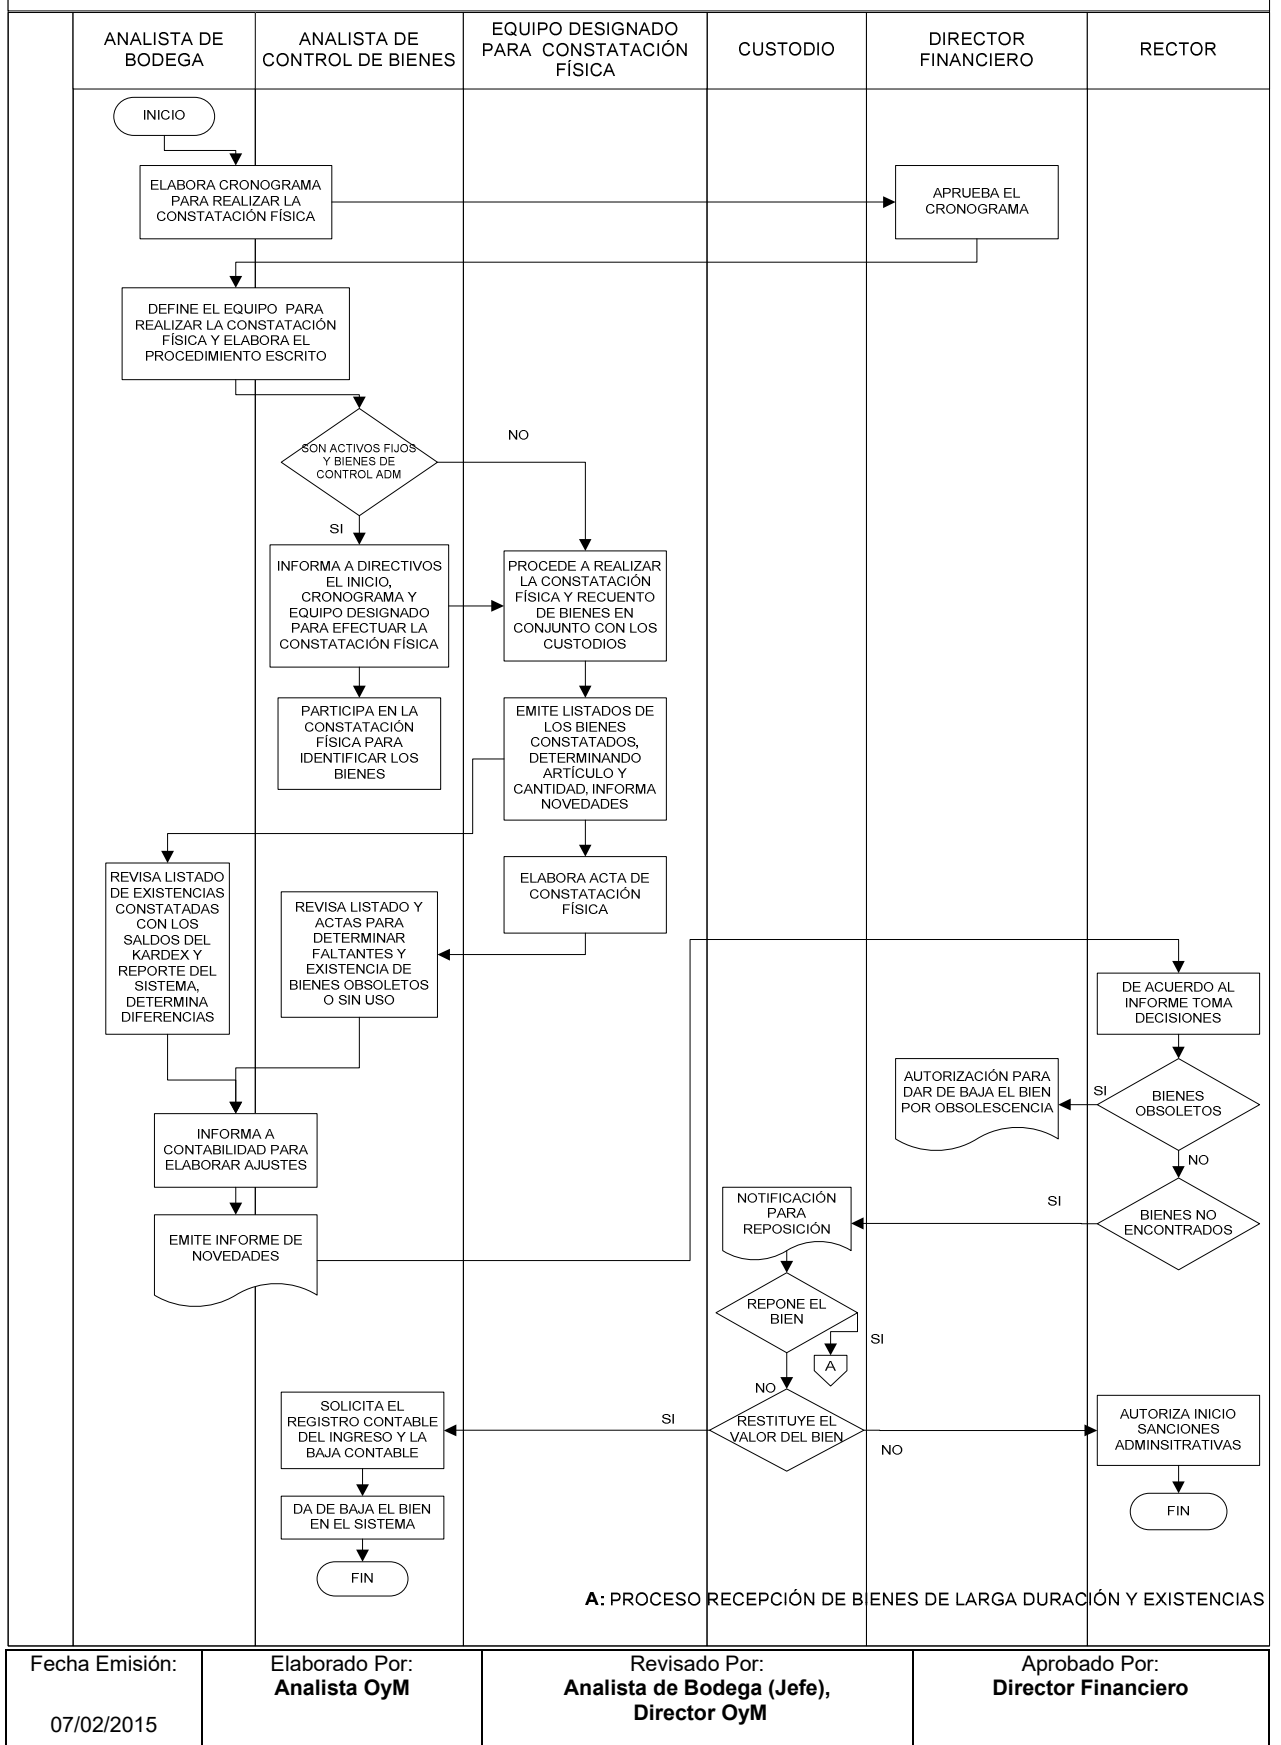 ANALISTA DE
BODEGA
ANALISTA DE
CONTROL DE BIENES
EQUIPO DESIGNADO
PARA CONSTATACIÓN
FÍSICA
CUSTODIO
DIRECTOR
FINANCIERO
RECTOR
INICIO
ELABORA CRONOGRAMA
PARA REALIZAR LA
CONSTATACIÓN FÍSICA
APRUEBA EL
CRONOGRAMA
DEFINE EL EQUIPO PARA
REALIZAR LA CONSTATACIÓN
FÍSICA Y ELABORA EL
PROCEDIMIENTO ESCRITO
SON ACTIVOS FIJOS
Y BIENES DE
CONTROL ADM
NO
SI
INFORMA A DIRECTIVOS
EL INICIO,
CRONOGRAMA Y
EQUIPO DESIGNADO
PARA EFECTUAR LA
CONSTATACIÓN FÍSICA
PROCEDE A REALIZAR
LA CONSTATACIÓN
FÍSICA Y RECUENTO
DE BIENES EN
CONJUNTO CON LOS
CUSTODIOS
PARTICIPA EN LA
CONSTATACIÓN
FÍSICA PARA
IDENTIFICAR LOS
BIENES
EMITE LISTADOS DE
LOS BIENES
CONSTATADOS,
DETERMINANDO
ARTÍCULO Y
CANTIDAD, INFORMA
NOVEDADES
REVISA LISTADO
DE EXISTENCIAS
CONSTATADAS
CON LOS
SALDOS DEL
KARDEX Y
REPORTE DEL
SISTEMA,
DETERMINA
DIFERENCIAS
REVISA LISTADO Y
ACTAS PARA
DETERMINAR
FALTANTES Y
EXISTENCIA DE
BIENES OBSOLETOS
O SIN USO
ELABORA ACTA DE
CONSTATACIÓN
FÍSICA
DE ACUERDO AL
INFORME TOMA
DECISIONES
AUTORIZACIÓN PARA
DAR DE BAJA EL BIEN
POR OBSOLESCENCIA
SI
BIENES
OBSOLETOS
NO
INFORMA A
CONTABILIDAD PARA
ELABORAR AJUSTES
NOTIFICACIÓN
PARA
REPOSICIÓN
SI
BIENES NO
ENCONTRADOS
EMITE INFORME DE
NOVEDADES
REPONE EL
BIEN
SI
A
NO
SOLICITA EL
REGISTRO CONTABLE
DEL INGRESO Y LA
BAJA CONTABLE
SI
RESTITUYE EL
VALOR DEL BIEN
NO
AUTORIZA INICIO
SANCIONES
ADMINSITRATIVAS
DA DE BAJA EL BIEN
EN EL SISTEMA
FIN
FIN
A: PROCESO RECEPCIÓN DE BIENES DE LARGA DURACIÓN Y EXISTENCIAS
Fecha Emisión:
07/02/2015
Elaborado Por:
Analista OyM
Revisado Por:
Analista de Bodega (Jefe),
Director OyM
Aprobado Por:
Director Financiero